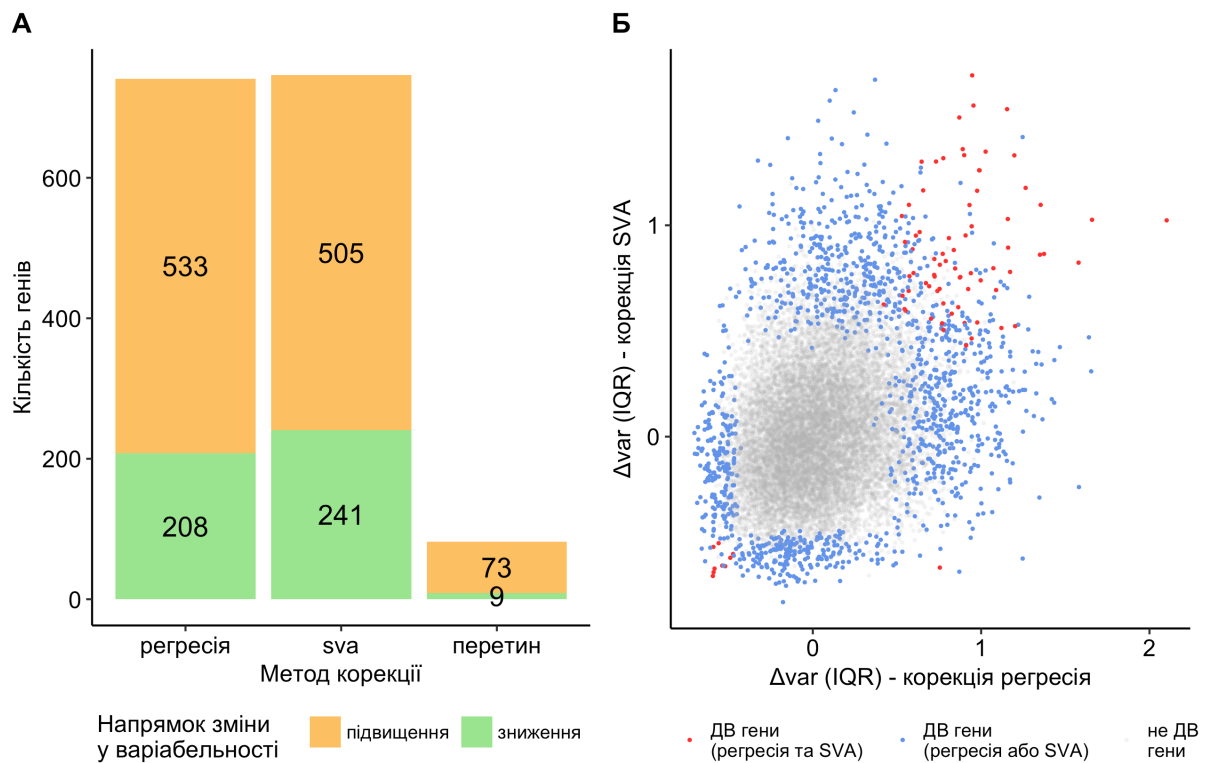 А
Кількість генів
600
400
200
0
533
208
505
241
73
9
регресія
sva
перетин
Метод корекції
Напрямок зміни
у варіабельності
підвищення
зниження
Б
Δvar (IQR) - корекція SVA
1
0
0
1
2
Δvar (IQR) - корекція регресія
ДВ гени
(регресія та SVA)
ДВ гени
(регресія або SVA)
не ДВ
гени